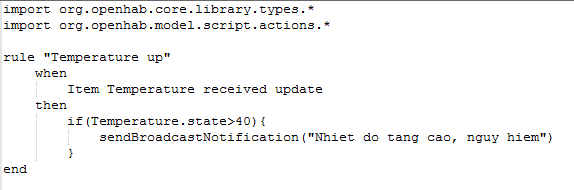 import org.openhab.core.library.types.*
import org.openhab.model.script.actions.*

rule "Temperature up"
    when
        Item Temperature received update
    then
        if(Temperature.state>40){
            sendBroadcastNotification("Nhiet do tang cao, nguy hiem")
        }
end